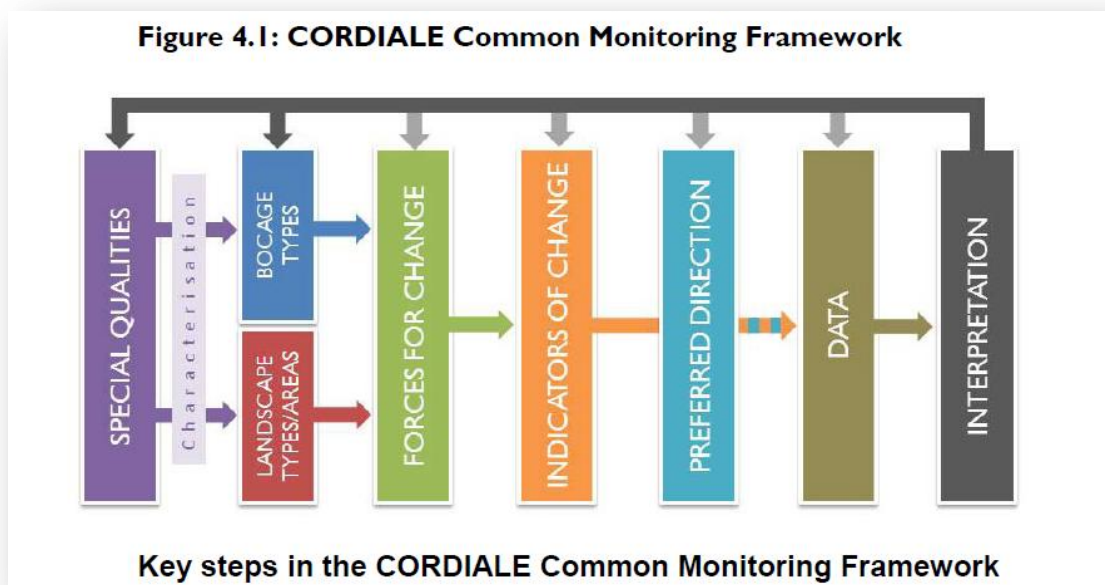 Figure 4.1: CORDIALE Common Monitoring Framework
SPECIAL QUALITIES
Characterisation
BOCAGE
TYPES
LANDSCAPE
TYPES/AREAS
FORCES FOR CHANGE
INDICATORS OF CHANGE
PREFERRED DIRECTION
DATA
INTERPRETATION
Key steps in the CORDIALE Common Monitoring Framework